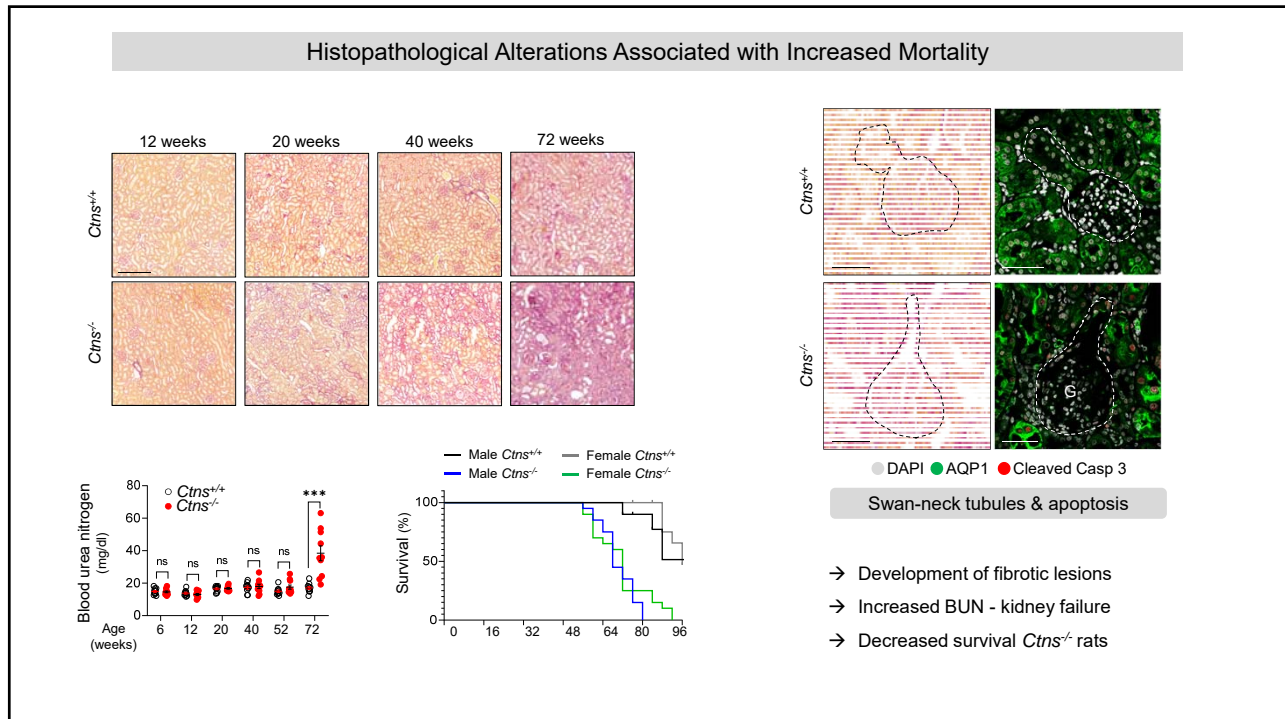 Histopathological Alterations Associated with Increased Mortality
12 weeks 20 weeks 40 weeks 72 weeks
Ctns+/+
Ctns-/-
Ctns+/+
Ctns-/-
G
DAPI AQP1 Cleaved Casp 3
Swan-neck tubules & apoptosis
Blood urea nitrogen
(mg/dl)
80
60
40
20
0
Ctns+/+
Ctns-/-
ns ns ns ns ns ***
Age
(weeks)
6 12 20 40 52 72
Male Ctns+/+ Female Ctns+/+
Male Ctns-/- Female Ctns-/-
Survival (%)
100
50
0
0 16 32 48 64 80 96
→ Development of fibrotic lesions
→ Increased BUN - kidney failure
→ Decreased survival Ctns-/- rats